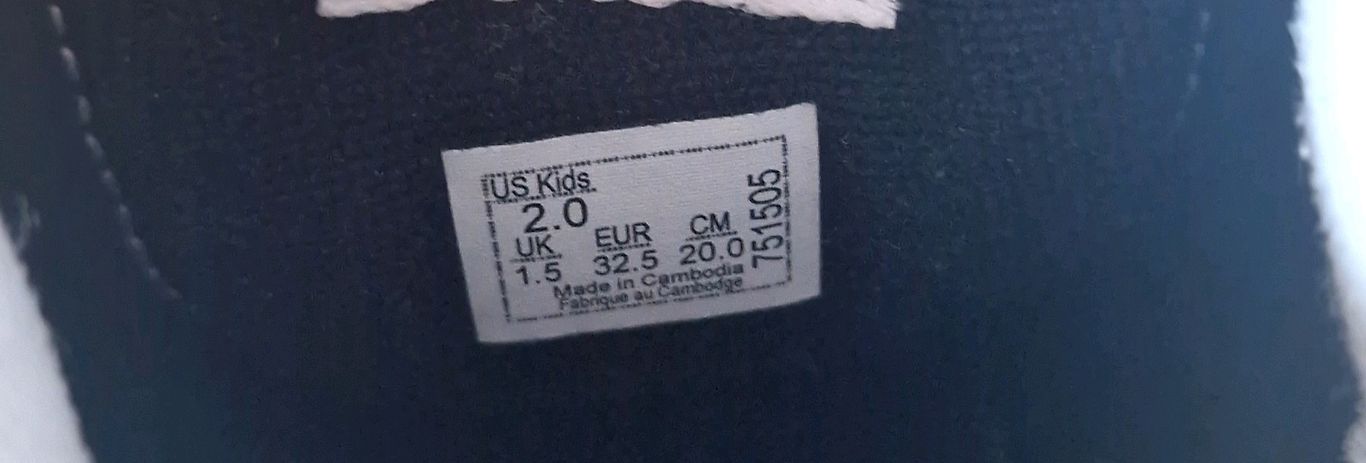 US Kids
2.0
UK EUR CM
1.5 32.5 20.0
Made in Cambodia
Fabrique au Cambodge
751505